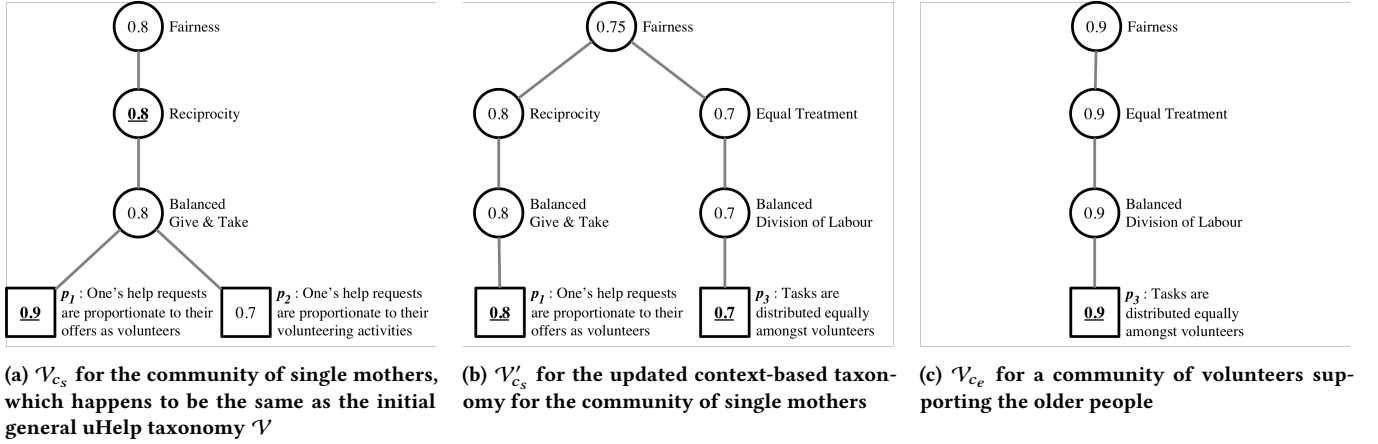 0.8 Fairness
0.8 Reciprocity
0.8 Balanced
Give & Take
0.9 p1 : One's help requests
are proportionate to their
offers as volunteers
0.7 p2 : One's help requests
are proportionate to their
volunteering activities
(a) 𝒱cs for the community of single mothers,
which happens to be the same as the initial
general uHelp taxonomy 𝒱
0.75 Fairness
0.8 Reciprocity
0.7 Equal Treatment
0.8 Balanced
Give & Take
0.7 Balanced
Division of Labour
0.8 p1 : One's help requests
are proportionate to their
offers as volunteers
0.7 p3 : Tasks are
distributed equally
amongst volunteers
(b) 𝒱′cs for the updated context-based taxon-
omy for the community of single mothers
0.9 Fairness
0.9 Equal Treatment
0.9 Balanced
Division of Labour
0.9 p3 : Tasks are
distributed equally
amongst volunteers
(c) 𝒱ce for a community of volunteers sup-
porting the older people